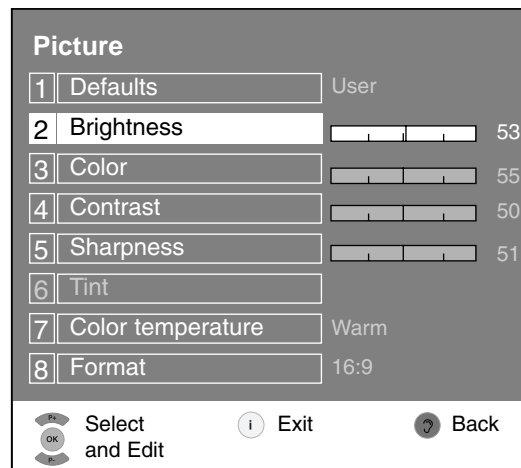 Picture
1 Defaults User
2 Brightness 53
3 Color 55
4 Contrast 50
5 Sharpness 51
6 Tint
7 Color temperature Warm
8 Format 16:9
P+
OK
P-
Select and Edit
i Exit
Back